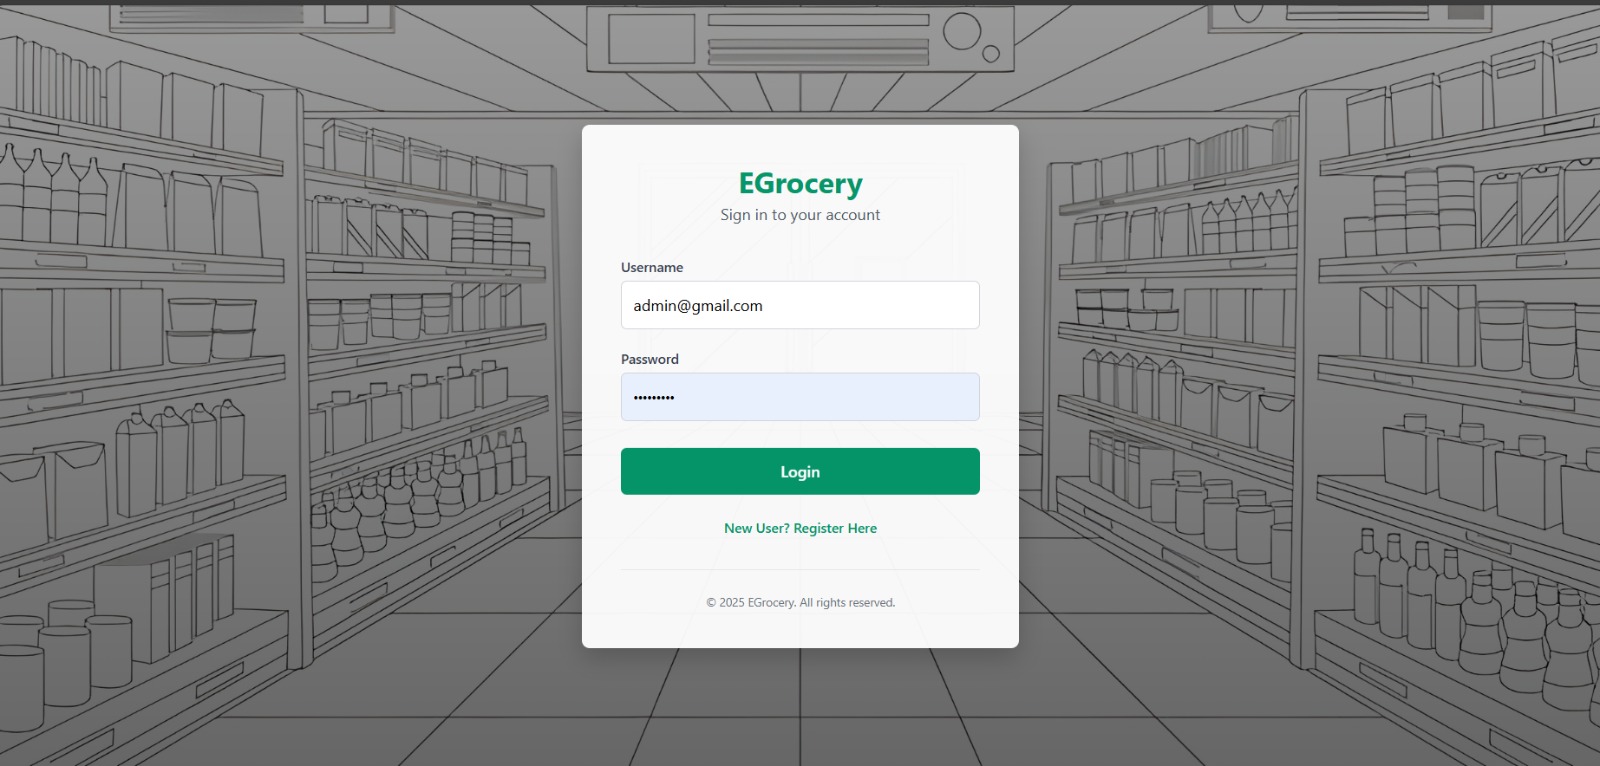 EGrocery
Sign in to your account
Username
admin@gmail.com
Password
•••••••••
Login
New User? Register Here
© 2025 EGrocery. All rights reserved.